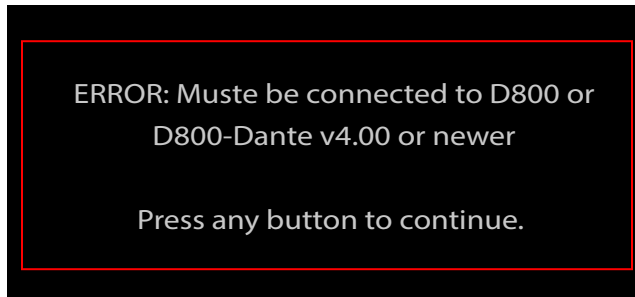 ERROR: Muste be connected to D800 or
D800-Dante v4.00 or newer
Press any button to continue.